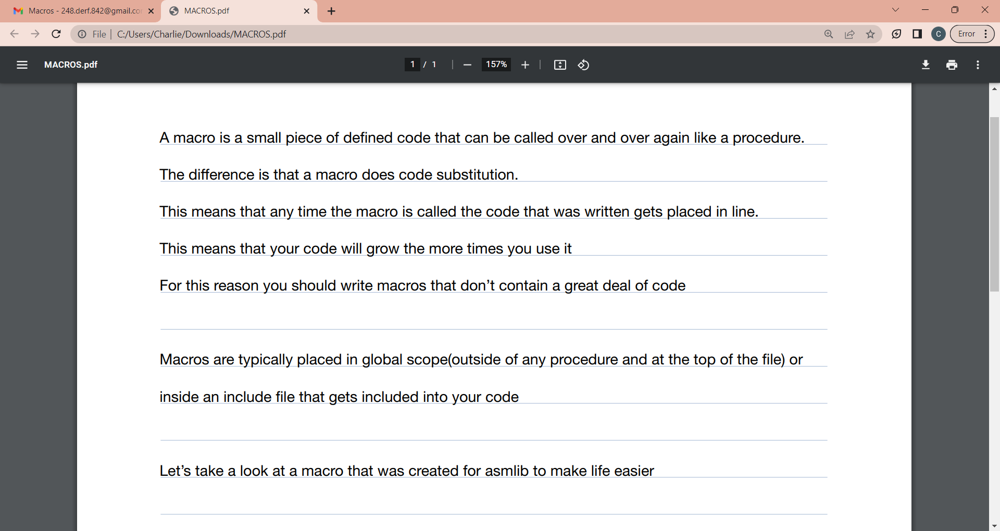 Macros - 248.derf.842@gmail.co
MACROS.pdf
File | C:/Users/Charlie/Downloads/MACROS.pdf
C
Error
MACROS.pdf
1 / 1
157%
A macro is a small piece of defined code that can be called over and over again like a procedure.
The difference is that a macro does code substitution.
This means that any time the macro is called the code that was written gets placed in line.
This means that your code will grow the more times you use it
For this reason you should write macros that don’t contain a great deal of code
Macros are typically placed in global scope(outside of any procedure and at the top of the file) or
inside an include file that gets included into your code
Let’s take a look at a macro that was created for asmlib to make life easier